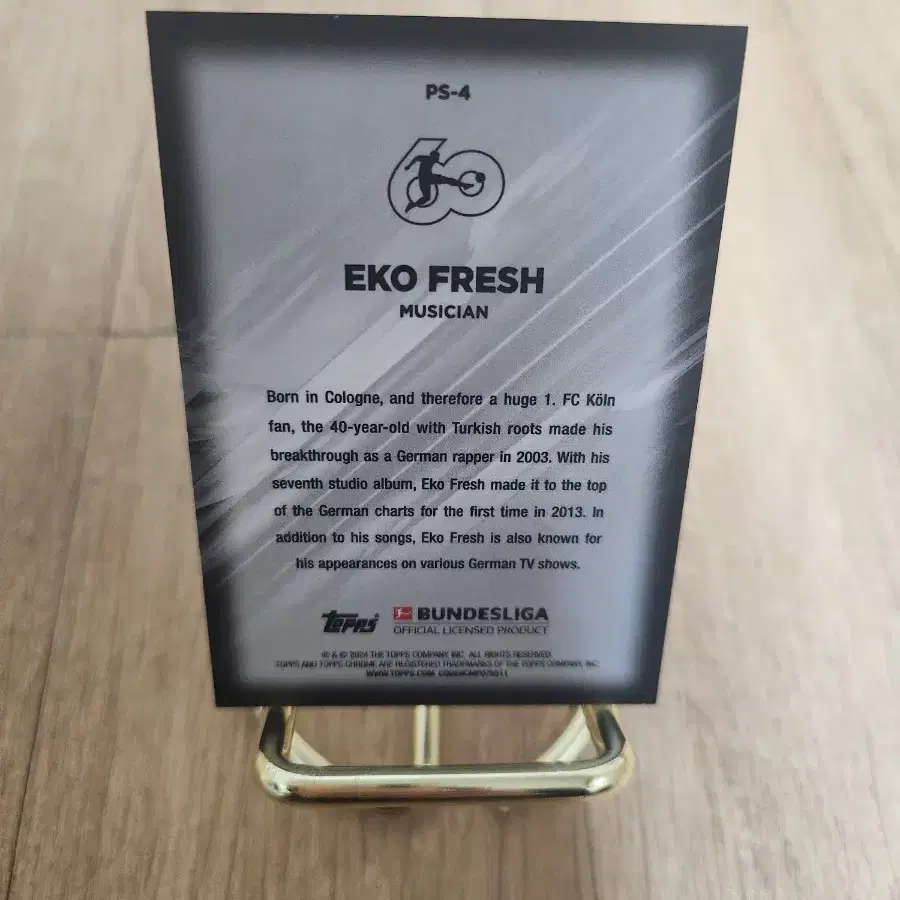 PS-4
60
EKO FRESH
MUSICIAN
Born in Cologne, and therefore a huge 1. FC Köln
fan, the 40-year-old with Turkish roots made his
breakthrough as a German rapper in 2003. With his
seventh studio album, Eko Fresh made it to the top
of the German charts for the first time in 2013. In
addition to his songs, Eko Fresh is also known for
his appearances on various German TV shows.
Topps
BUNDESLIGA
OFFICIAL LICENSED PRODUCT
® & © 2024 THE TOPPS COMPANY, INC. ALL RIGHTS RESERVED.
TOPPS AND TOPPS CHROME ARE REGISTERED TRADEMARKS OF THE TOPPS COMPANY, INC.
WWW.TOPPS.COM